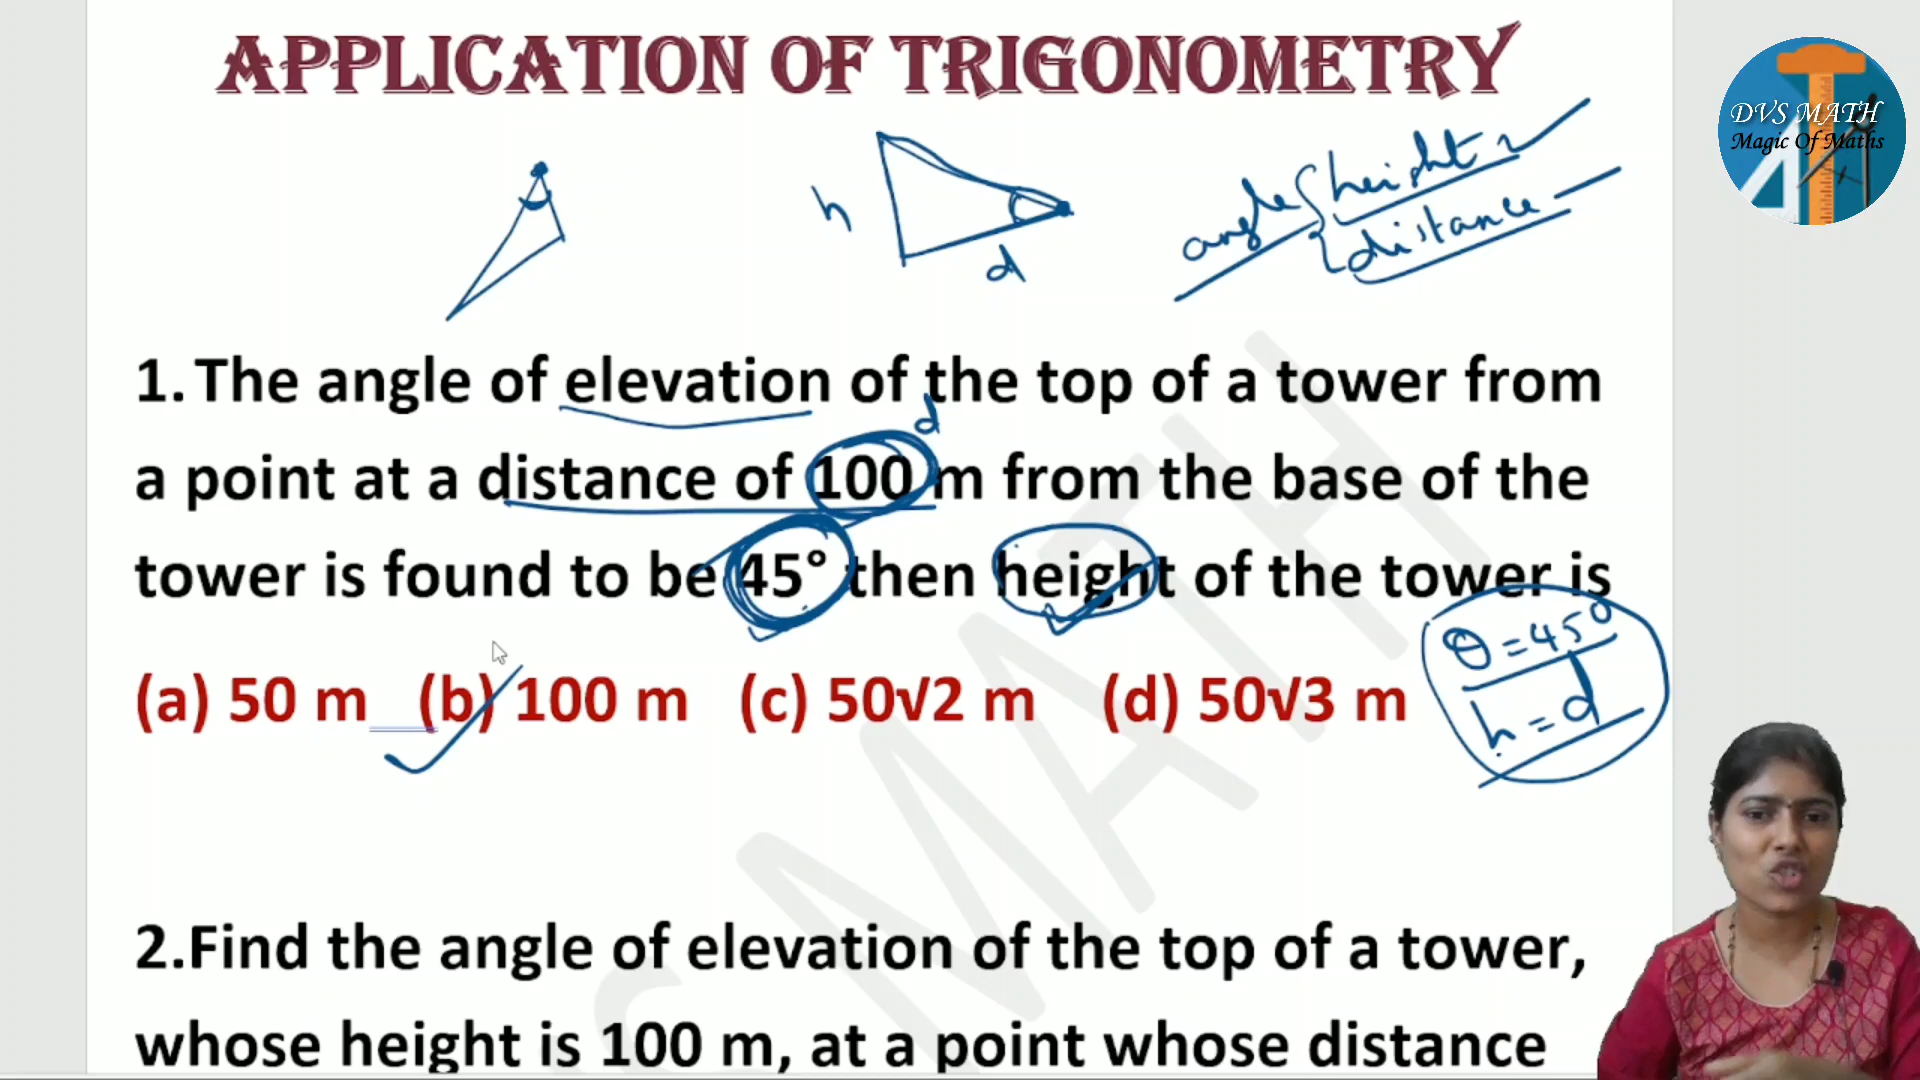 APPLICATION OF TRIGONOMETRY
DVS MATH
Magic Of Maths
h
d
angle
height
distance
1. The angle of elevation of the top of a tower from
d
a point at a distance of 100 m from the base of the
tower is found to be 45° then height of the tower is
θ = 45°
h = d
(a) 50 m (b) 100 m (c) 50√2 m (d) 50√3 m
2.Find the angle of elevation of the top of a tower,
whose height is 100 m, at a point whose distance
S MATH